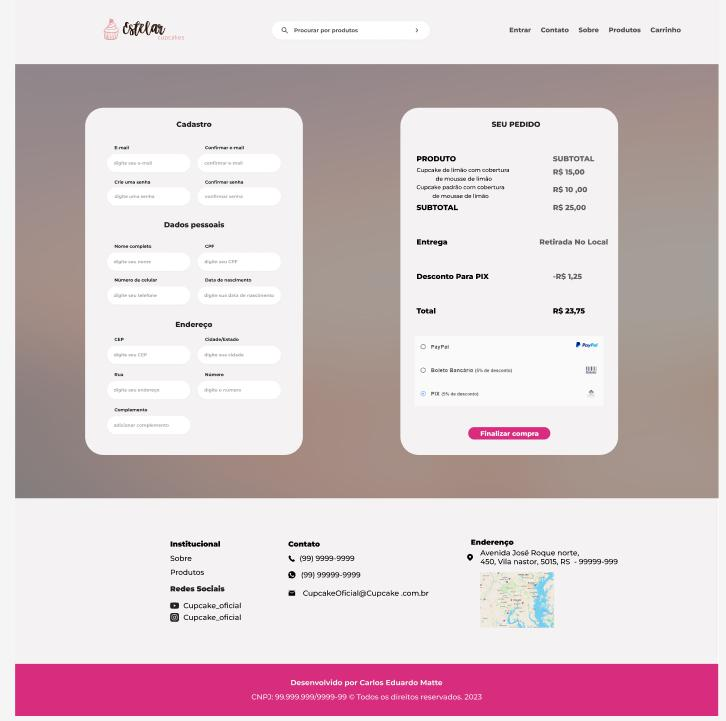 Estelar
cupcakes
Procurar por produtos
Entrar Contato Sobre Produtos Carrinho
Cadastro
E-mail Confirmar e-mail
digite seu e-mail confirmar e-mail
Crie uma senha Confirmar senha
digite uma senha confirmar senha
Dados pessoais
Nome completo CPF
digite seu nome digite seu CPF
Número de celular Data de nascimento
digite seu telefone digite sua data de nascimento
Endereço
CEP Cidade/Estado
digite seu CEP digite sua cidade
Rua Número
digite seu endereço digite o numero
Complemento
adicionar complemento
SEU PEDIDO
PRODUTO SUBTOTAL
Cupcake de limão com cobertura R$ 15,00
de mousse de limão
Cupcake padrão com cobertura R$ 10 ,00
de mousse de limão
SUBTOTAL R$ 25,00
Entrega Retirada No Local
Desconto Para PIX -R$ 1,25
Total R$ 23,75
PayPal PayPal
Boleto Bancário (5% de desconto)
PIX (5% de desconto)
Finalizar compra
Institucional
Sobre
Produtos
Redes Sociais
Cupcake_oficial
Cupcake_oficial
Contato
(99) 9999-9999
(99) 99999-9999
CupcakeOficial@Cupcake .com.br
Enderenço
Avenida José Roque norte,
450, Vila nastor, 5015, RS - 99999-999
Desenvolvido por Carlos Eduardo Matte
CNPJ: 99.999.999/9999-99 © Todos os direitos reservados. 2023